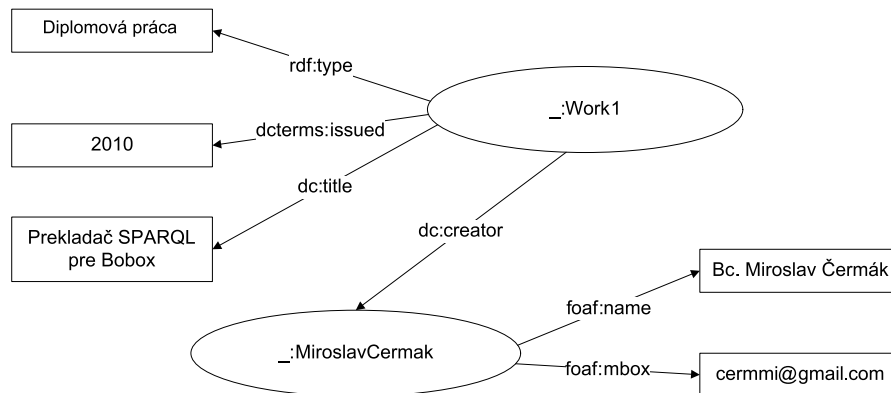 Diplomová práca
rdf:type
_:Work1
dcterms:issued
2010
dc:title
Prekladač SPARQL
pre Bobox
dc:creator
Bc. Miroslav Čermák
foaf:name
_:MiroslavCermak
foaf:mbox
cermmi@gmail.com